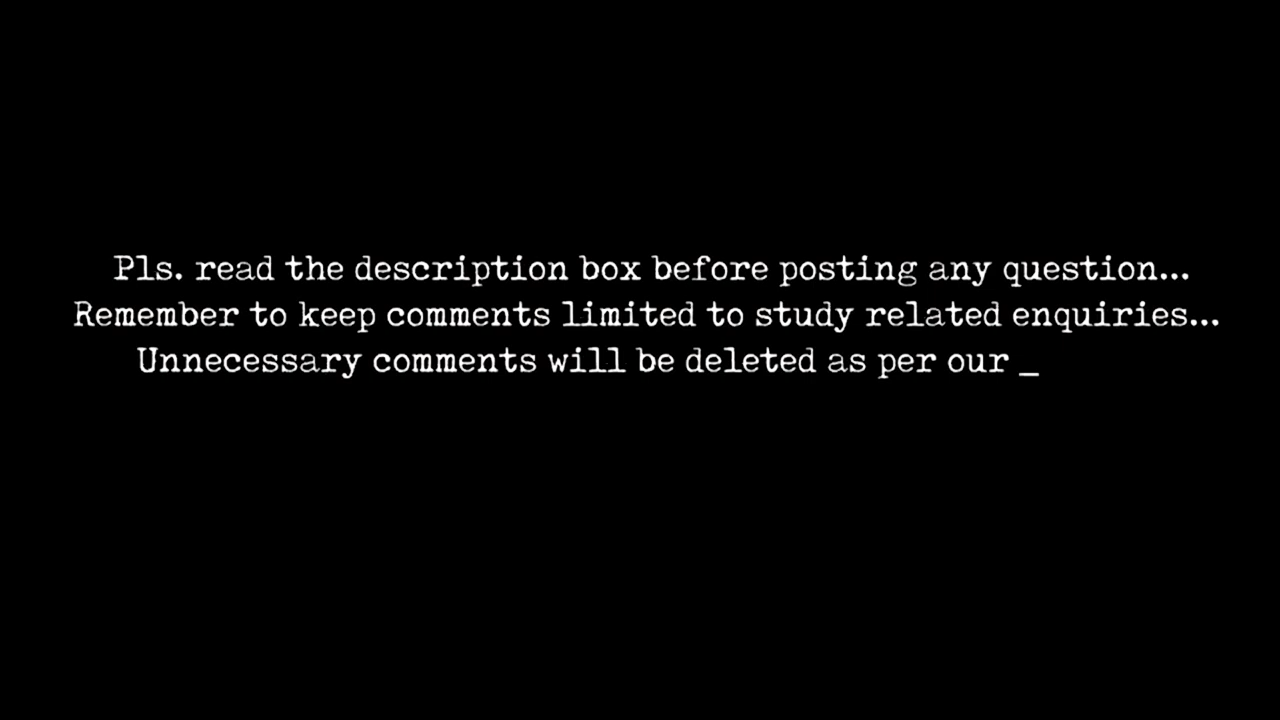 Pls. read the description box before posting any question...
Remember to keep comments limited to study related enquiries...
Unnecessary comments will be deleted as per our _